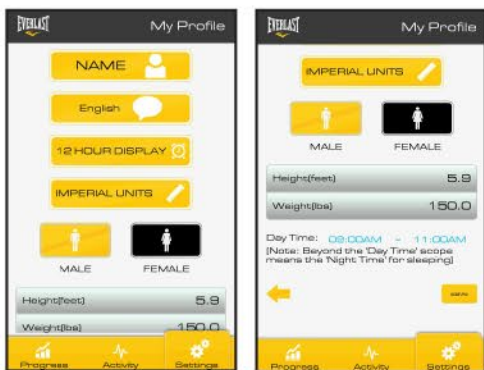 EVERLAST
My Profile
NAME
English
12 HOUR DISPLAY
IMPERIAL UNITS
MALE FEMALE
Height(feet) 5.9
Weight(lbs) 150.0
Progress Activity Settings
EVERLAST
My Profile
IMPERIAL UNITS
MALE FEMALE
Height(feet) 5.9
Weight(lbs) 150.0
Day Time: 09:00AM - 11:00AM
(Note: Beyond the 'Day Time' scope
means the 'Night Time' for sleeping)
Progress Activity Settings